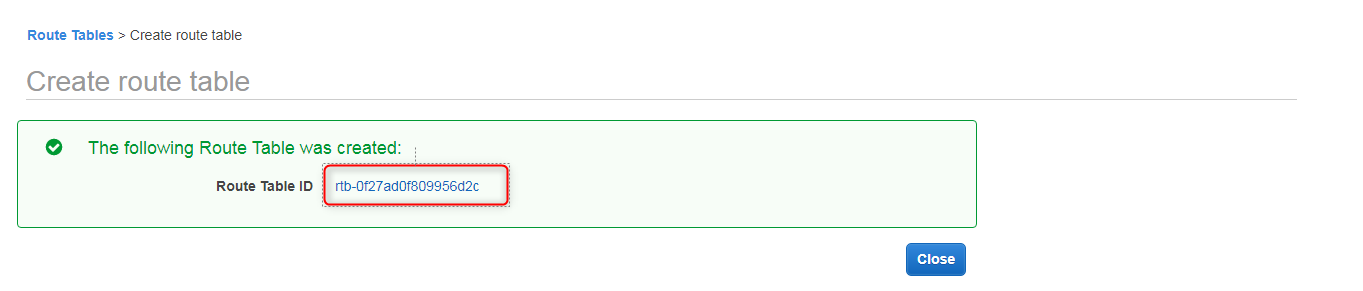 Route Tables > Create route table
Create route table
The following Route Table was created:
Route Table ID rtb-0f27ad0f809956d2c
Close